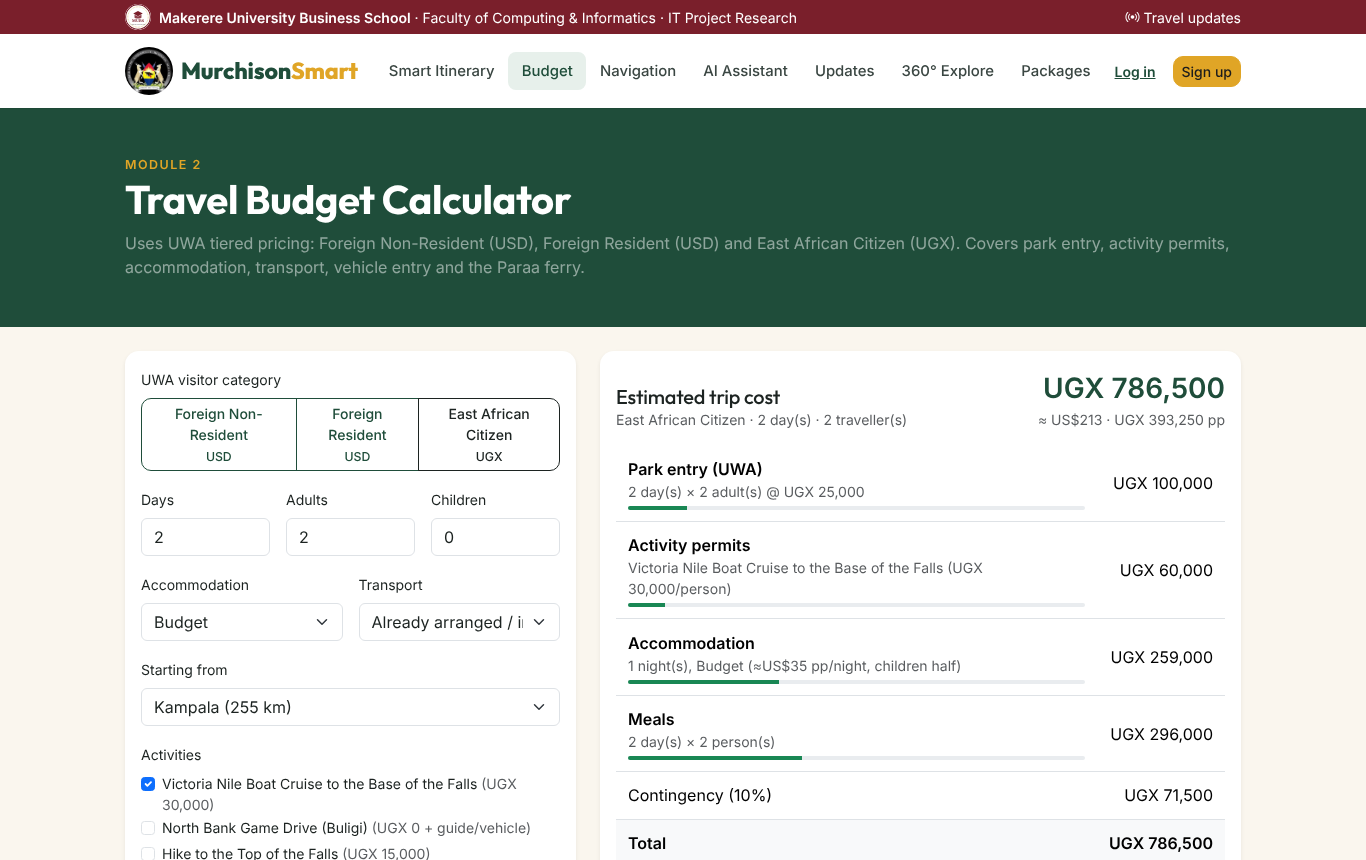 Makerere University Business School · Faculty of Computing & Informatics · IT Project Research
Travel updates
MurchisonSmart
Smart Itinerary
Budget
Navigation
AI Assistant
Updates
360° Explore
Packages
Log in
Sign up
MODULE 2
Travel Budget Calculator
Uses UWA tiered pricing: Foreign Non-Resident (USD), Foreign Resident (USD) and East African Citizen (UGX). Covers park entry, activity permits,
accommodation, transport, vehicle entry and the Paraa ferry.
UWA visitor category
Foreign Non-
Resident
USD
Foreign
Resident
USD
East African
Citizen
UGX
Days
Adults
Children
2
2
0
Accommodation
Transport
Budget
Already arranged / i
Starting from
Kampala (255 km)
Activities
Victoria Nile Boat Cruise to the Base of the Falls (UGX
30,000)
North Bank Game Drive (Buligi) (UGX 0 + guide/vehicle)
Hike to the Top of the Falls (UGX 15,000)
Estimated trip cost
UGX 786,500
East African Citizen · 2 day(s) · 2 traveller(s)
≈ US$213 · UGX 393,250 pp
Park entry (UWA)
2 day(s) × 2 adult(s) @ UGX 25,000
UGX 100,000
Activity permits
Victoria Nile Boat Cruise to the Base of the Falls (UGX
30,000/person)
UGX 60,000
Accommodation
1 night(s), Budget (≈US$35 pp/night, children half)
UGX 259,000
Meals
2 day(s) × 2 person(s)
UGX 296,000
Contingency (10%)
UGX 71,500
Total
UGX 786,500